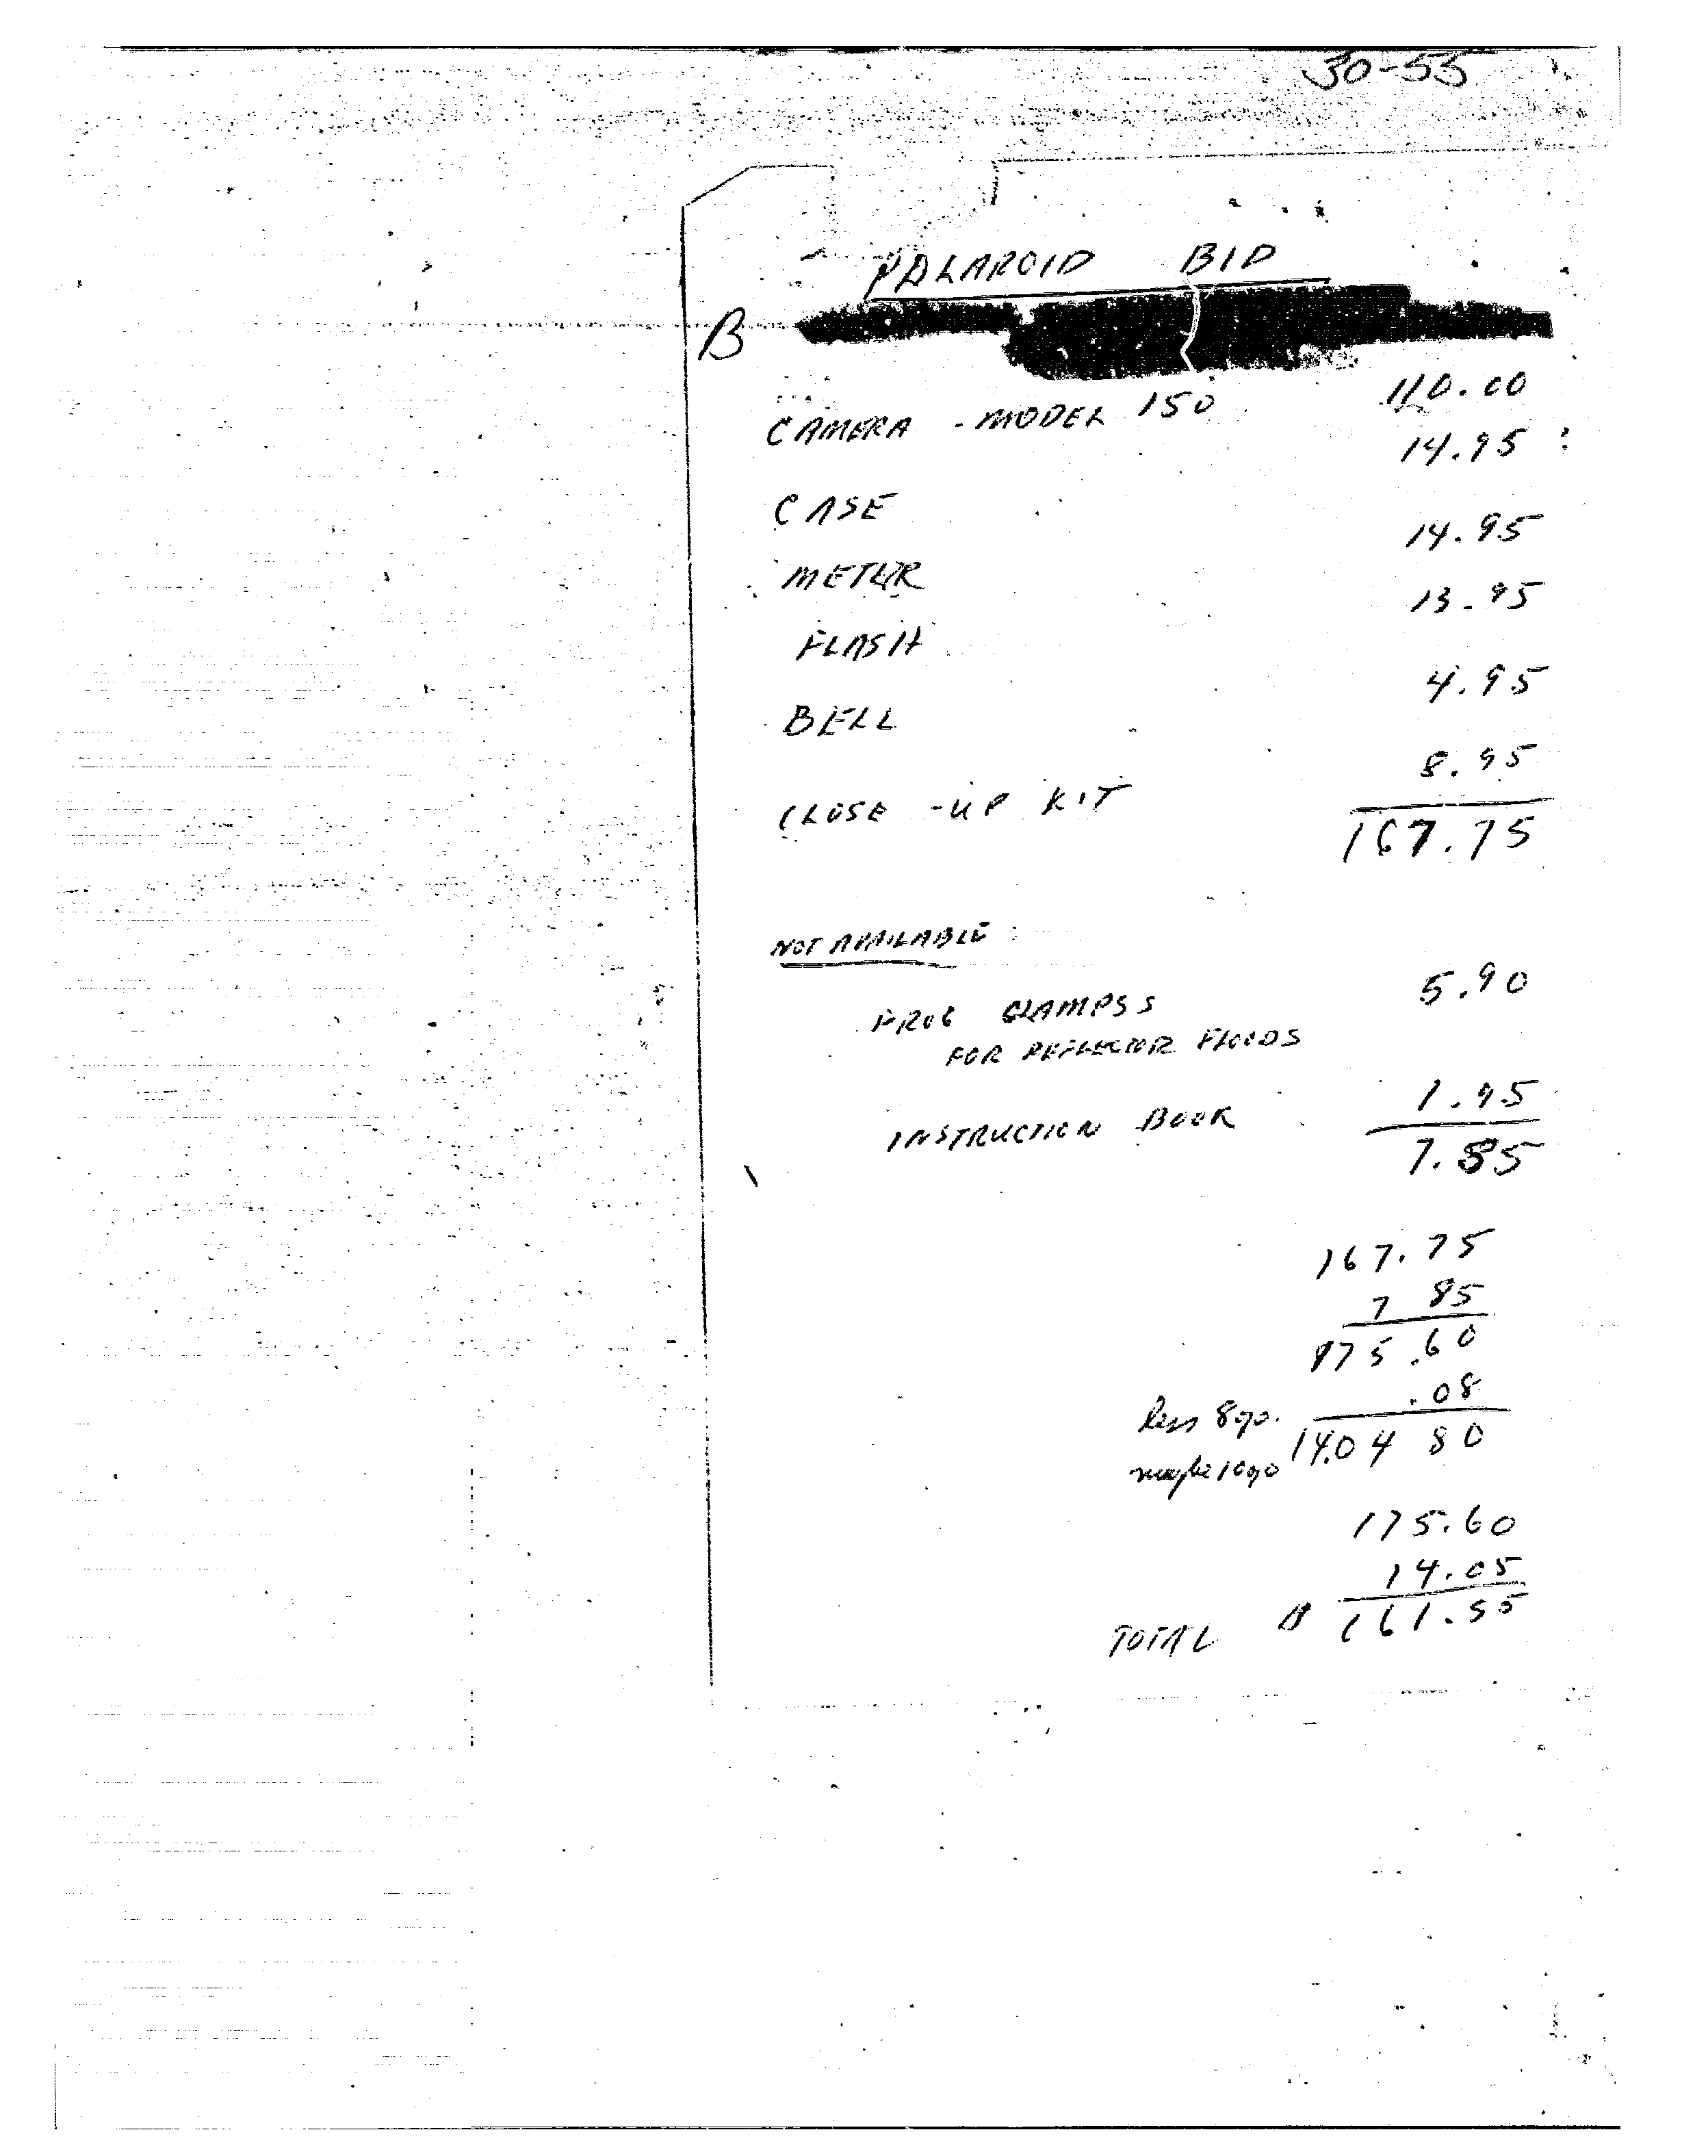 30-55
POLAROID BID
B
CAMERA - MODEL 150 110.00
14.95
CASE
14.95
METER
13.95
FLASH
4.95
BELL
8.95
CLOSE-UP KIT
167.75
NOT AVAILABLE
5.90
CLAMPSS
FOR REFLECTOR FLOODS
1.95
INSTRUCTION BOOK
7.85
167.75
7 85
175.60
less 8%. .08
maybe 10% 14.04 80
175.60
14.05
TOTAL 161.55